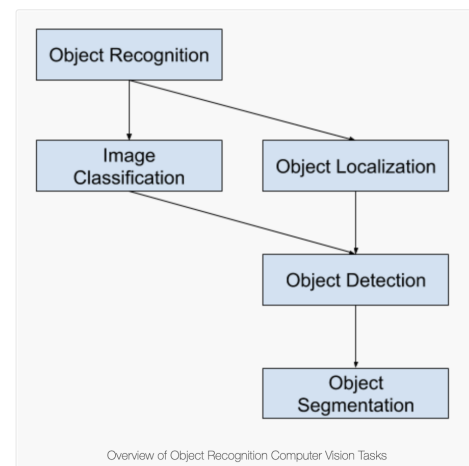 Object Recognition
Image
Classification
Object Localization
Object Detection
Object
Segmentation
Overview of Object Recognition Computer Vision Tasks